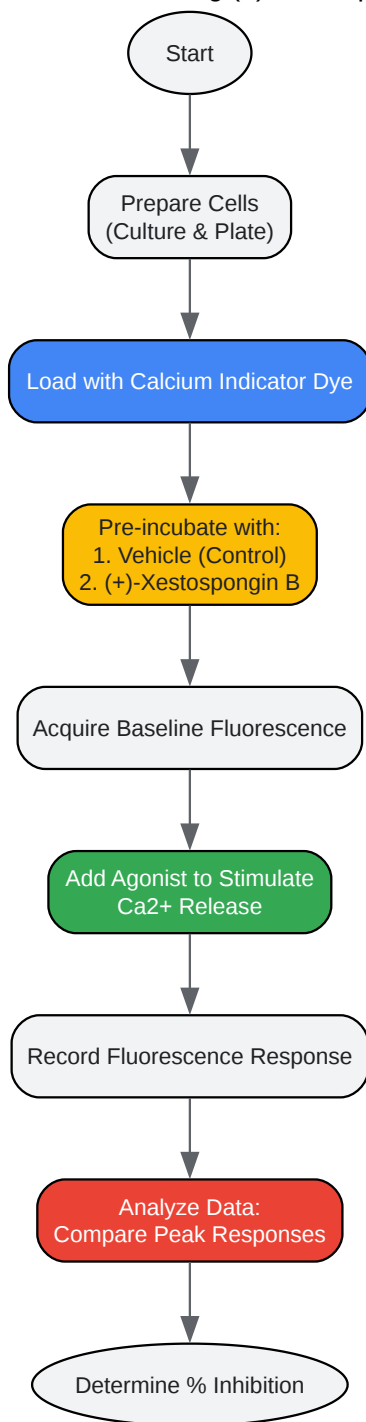 Start
Prepare Cells
(Culture & Plate)
Load with Calcium Indicator Dye
Pre-incubate with:
1. Vehicle (Control)
2. (+)-Xestospongin B
Acquire Baseline Fluorescence
Add Agonist to Stimulate
Ca2+ Release
Record Fluorescence Response
Analyze Data:
Compare Peak Responses
Determine % Inhibition